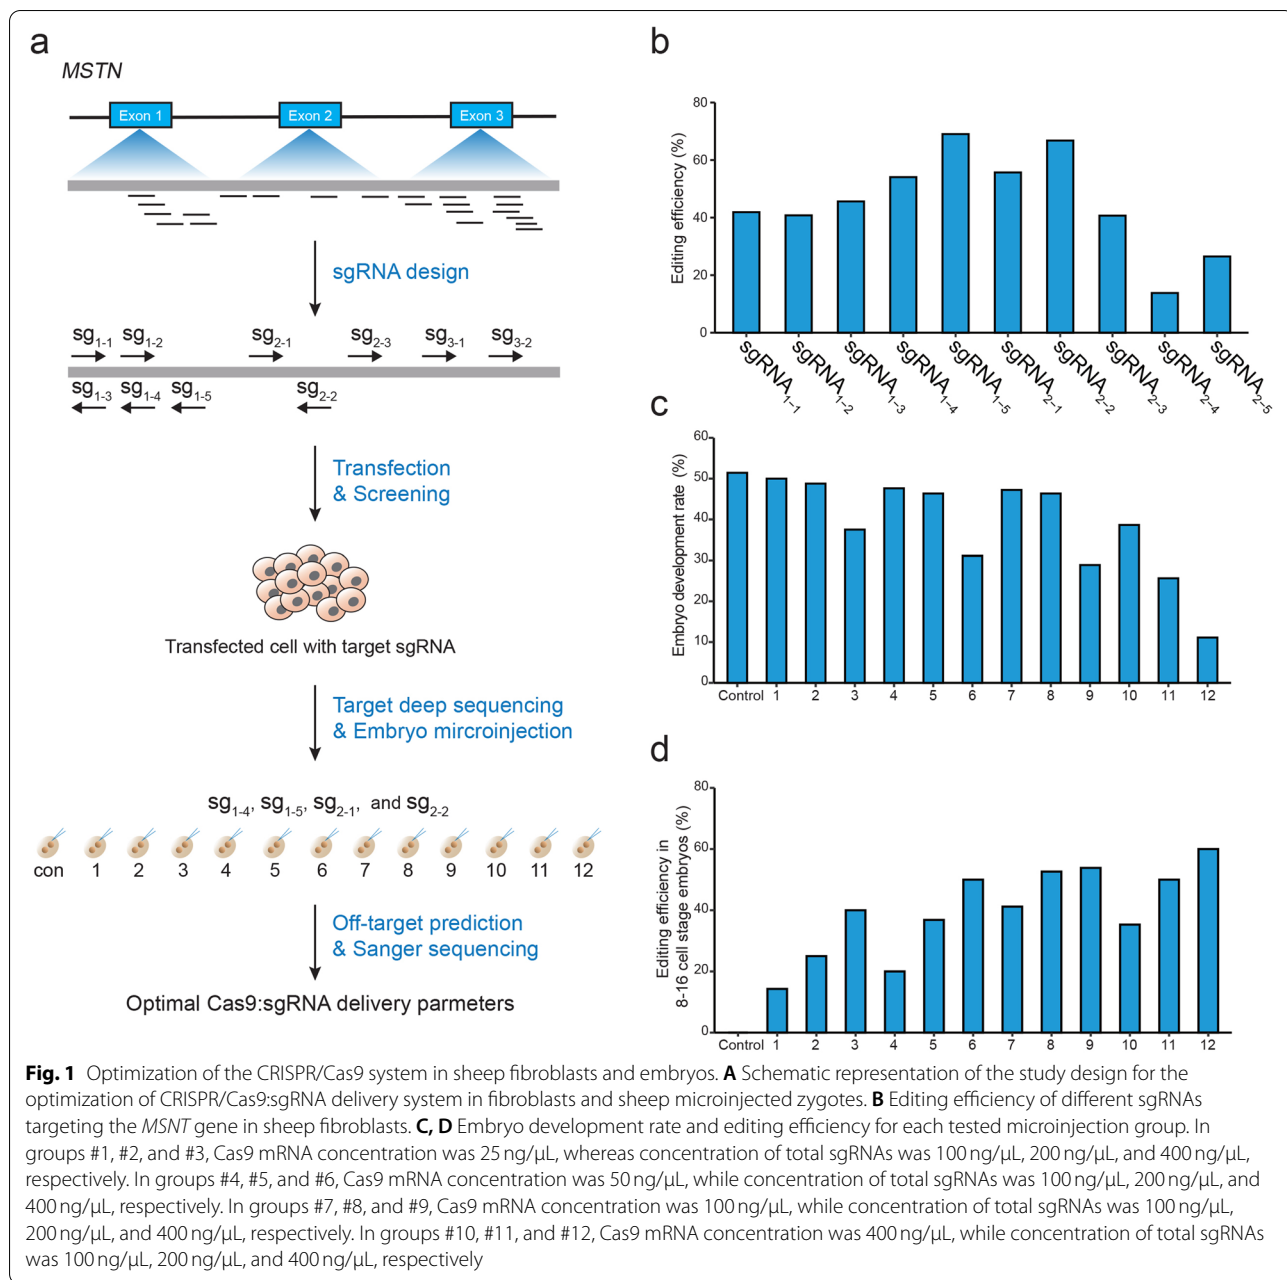 a
MSTN
Exon 1
Exon 2
Exon 3
sgRNA design
sg1-1
sg1-2
sg2-1
sg2-3
sg3-1
sg3-2
sg1-3
sg1-4
sg1-5
sg2-2
Transfection
& Screening
Transfected cell with target sgRNA
Target deep sequencing
& Embryo mircroinjection
sg1-4, sg1-5, sg2-1, and sg2-2
con 1 2 3 4 5 6 7 8 9 10 11 12
Off-target prediction
& Sanger sequencing
Optimal Cas9:sgRNA delivery parmeters
b
Editing efficiency (%)
80
60
40
20
0
sgRNA1–1
sgRNA1–2
sgRNA1–3
sgRNA1–4
sgRNA1–5
sgRNA2–1
sgRNA2–2
sgRNA2–3
sgRNA2–4
sgRNA2–5
c
Embryo development rate (%)
60
50
40
30
20
10
0
Control 1 2 3 4 5 6 7 8 9 10 11 12
d
Editing efficiency in
8-16 cell stage embryos (%)
80
60
40
20
0
Control 1 2 3 4 5 6 7 8 9 10 11 12
Fig. 1 Optimization of the CRISPR/Cas9 system in sheep fibroblasts and embryos. A Schematic representation of the study design for the
optimization of CRISPR/Cas9:sgRNA delivery system in fibroblasts and sheep microinjected zygotes. B Editing efficiency of different sgRNAs
targeting the MSNT gene in sheep fibroblasts. C, D Embryo development rate and editing efficiency for each tested microinjection group. In
groups #1, #2, and #3, Cas9 mRNA concentration was 25 ng/µL, whereas concentration of total sgRNAs was 100 ng/µL, 200 ng/µL, and 400 ng/µL,
respectively. In groups #4, #5, and #6, Cas9 mRNA concentration was 50 ng/µL, while concentration of total sgRNAs was 100 ng/µL, 200 ng/µL, and
400 ng/µL, respectively. In groups #7, #8, and #9, Cas9 mRNA concentration was 100 ng/µL, while concentration of total sgRNAs was 100 ng/µL,
200 ng/µL, and 400 ng/µL, respectively. In groups #10, #11, and #12, Cas9 mRNA concentration was 400 ng/µL, while concentration of total sgRNAs
was 100 ng/µL, 200 ng/µL, and 400 ng/µL, respectively